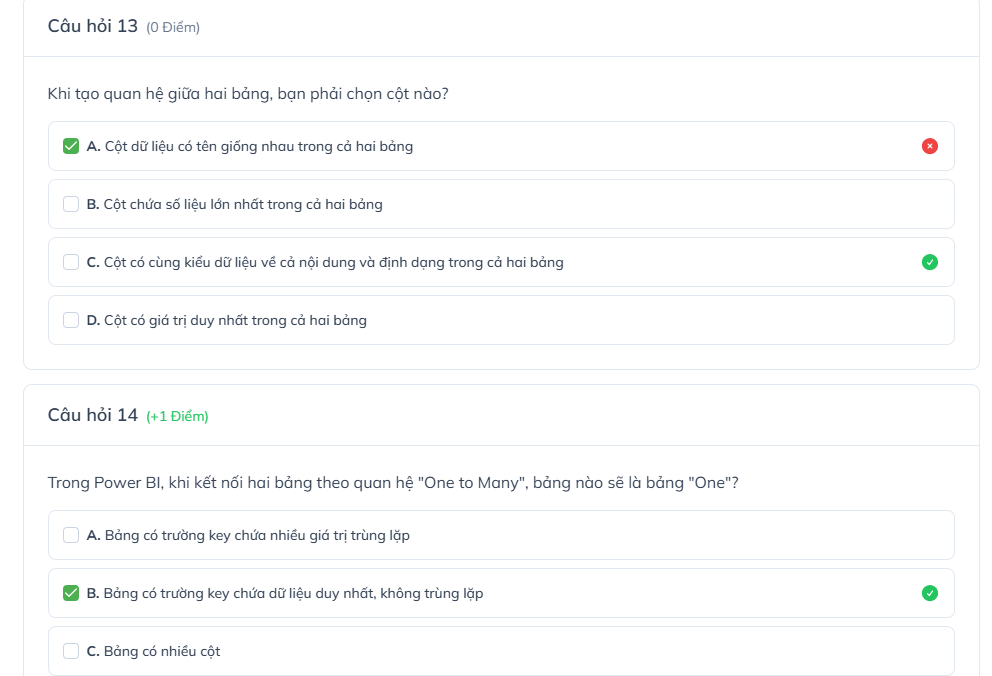 Câu hỏi 13 (0 Điểm)
Khi tạo quan hệ giữa hai bảng, bạn phải chọn cột nào?
A. Cột dữ liệu có tên giống nhau trong cả hai bảng
B. Cột chứa số liệu lớn nhất trong cả hai bảng
C. Cột có cùng kiểu dữ liệu về cả nội dung và định dạng trong cả hai bảng
D. Cột có giá trị duy nhất trong cả hai bảng
Câu hỏi 14 (+1 Điểm)
Trong Power BI, khi kết nối hai bảng theo quan hệ "One to Many", bảng nào sẽ là bảng "One"?
A. Bảng có trường key chứa nhiều giá trị trùng lặp
B. Bảng có trường key chứa dữ liệu duy nhất, không trùng lặp
C. Bảng có nhiều cột